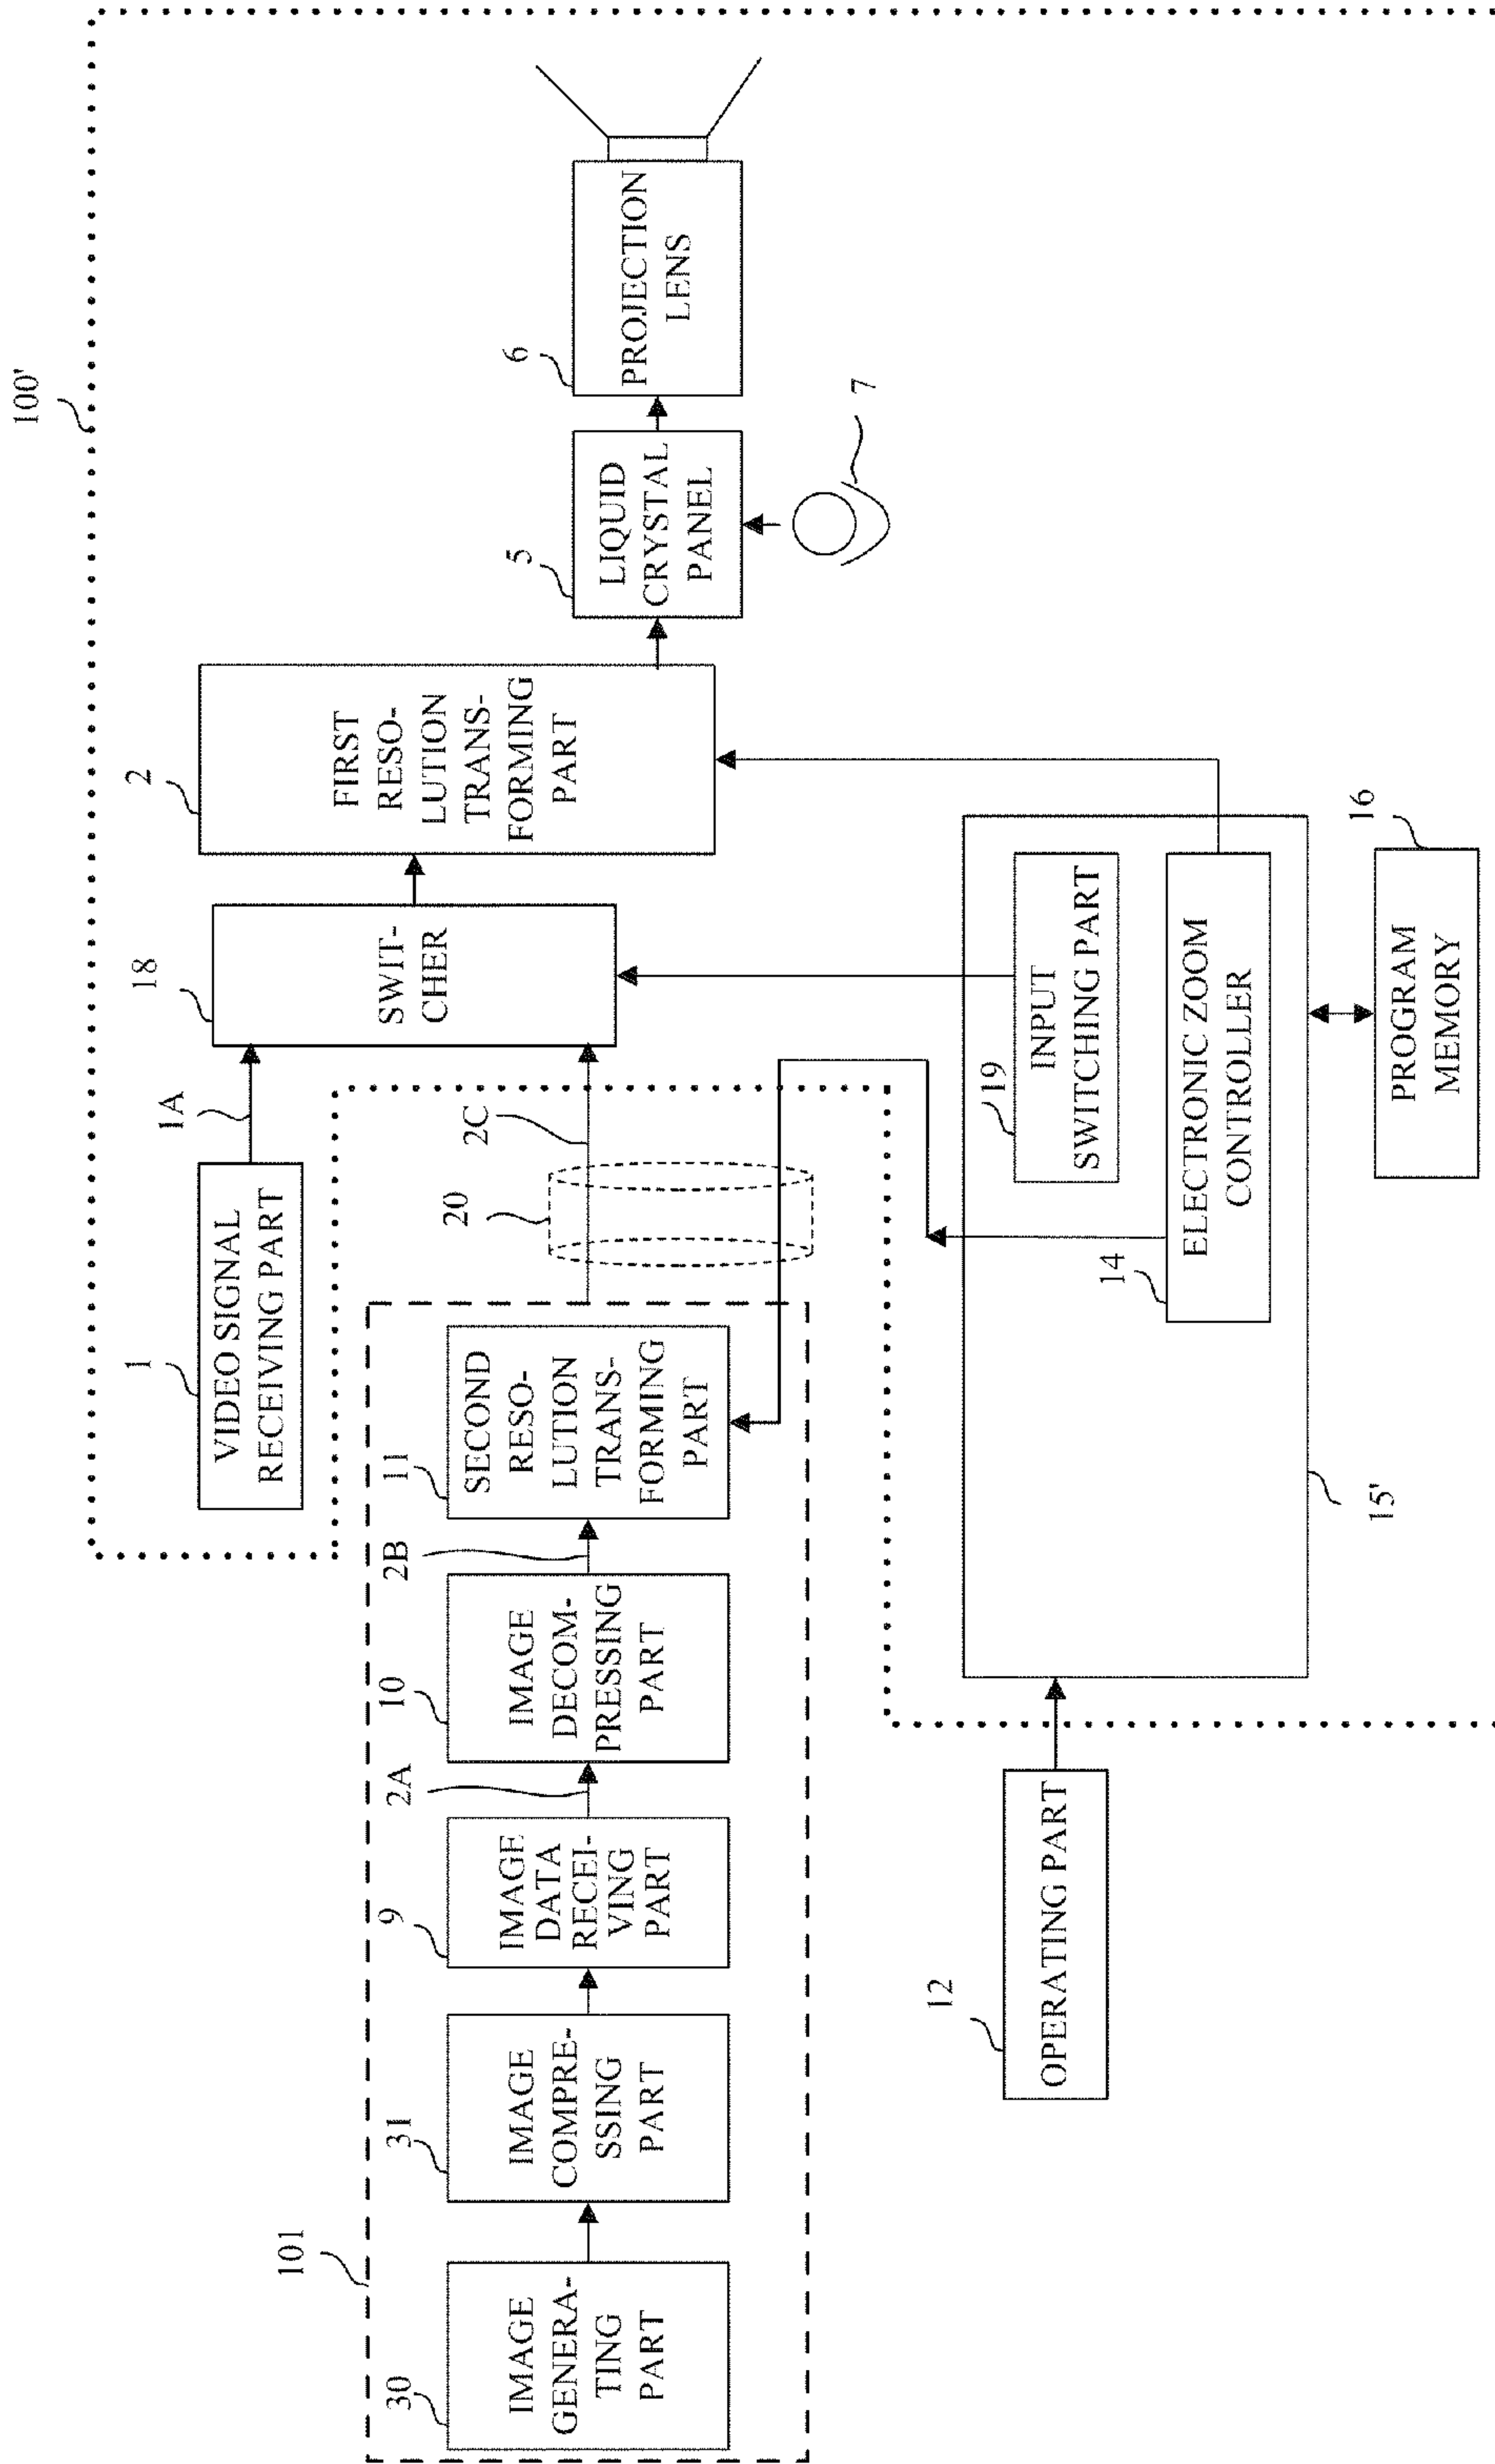 100'
1
VIDEO SIGNAL
RECEIVING PART
1A
18
SWIT-
CHER
2
FIRST
RESO-
LUTION
TRANS-
FORMING
PART
5
LIQUID
CRYSTAL
PANEL
6
PROJECTION
LENS
7
101
30
IMAGE
GENERA-
TING
PART
31
IMAGE
COMPRE-
SSING
PART
9
IMAGE
DATA
RECEI-
VING
PART
2A
10
IMAGE
DECOM-
PRESSING
PART
2B
11
SECOND
RESO-
LUTION
TRANS-
FORMING
PART
20
2C
12
OPERATING PART
15'
19
INPUT
SWITCHING PART
14
ELECTRONIC ZOOM
CONTROLLER
16
PROGRAM
MEMORY